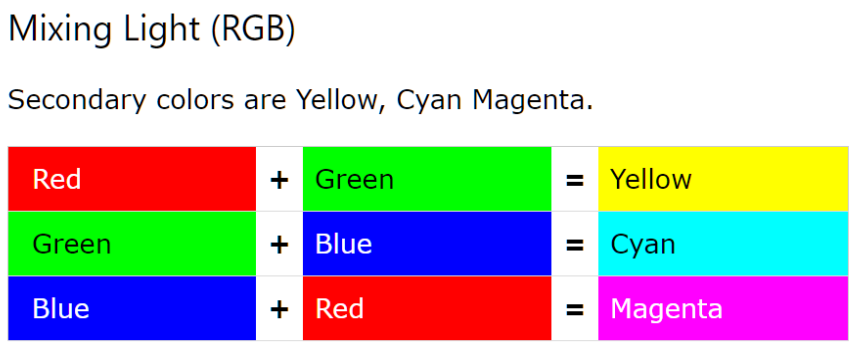 Mixing Light (RGB)
Secondary colors are Yellow, Cyan Magenta.
Red + Green = Yellow
Green + Blue = Cyan
Blue + Red = Magenta